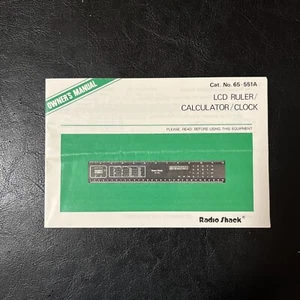 OWNER'S MANUAL
Cat. No. 65-551A
LCD RULER/
CALCULATOR/CLOCK
PLEASE READ BEFORE USING THIS EQUIPMENT
Radio Shack®